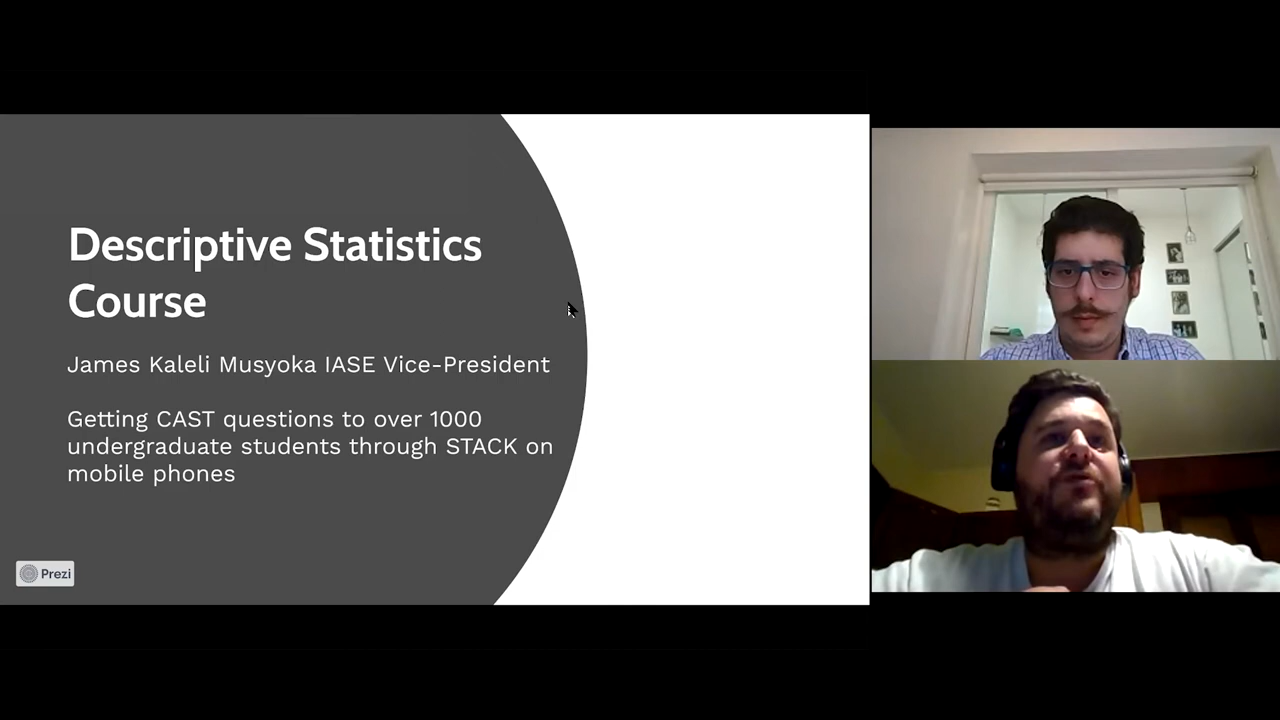 Descriptive Statistics
Course
James Kaleli Musyoka IASE Vice-President
Getting CAST questions to over 1000
undergraduate students through STACK on
mobile phones
Prezi